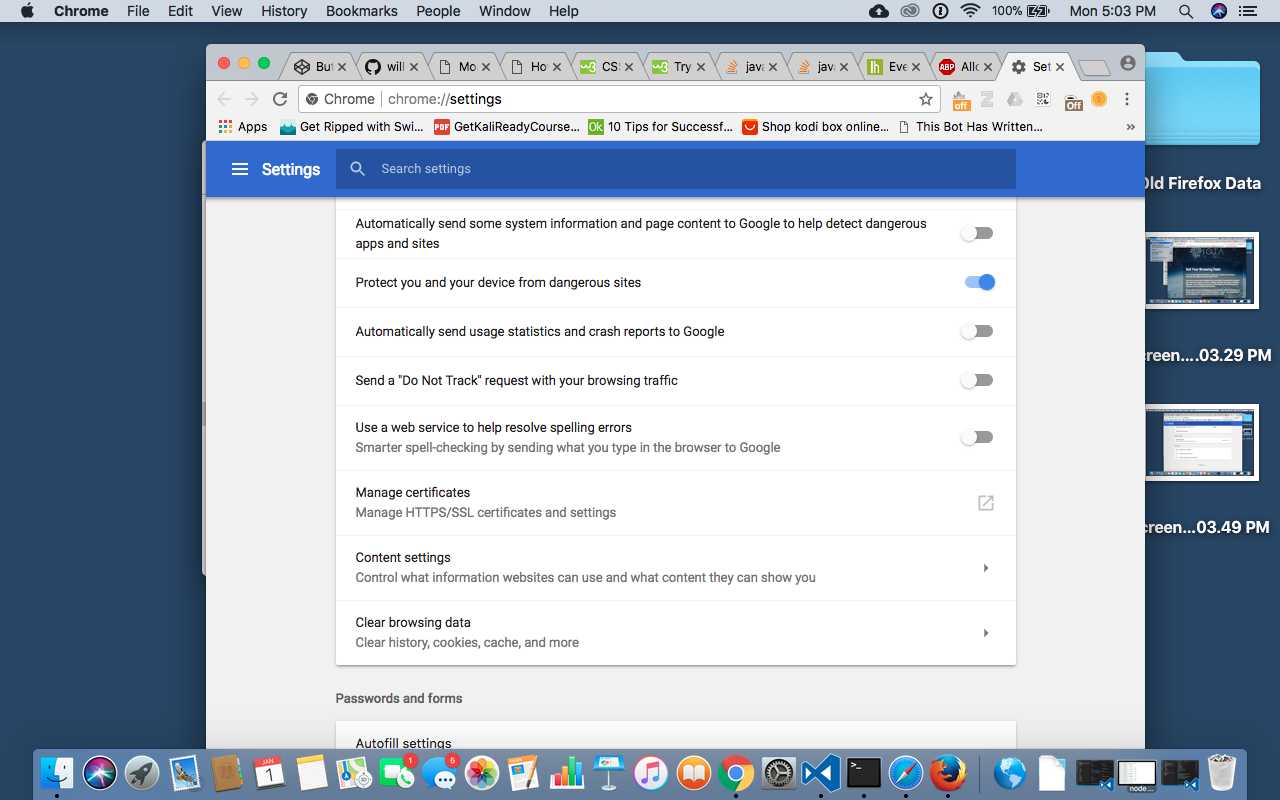 Chrome File Edit View History Bookmarks People Window Help 100% Mon 5:03 PM
But will Mo Ho CS Try java java Eve Allo Set
Chrome chrome://settings off Off
Apps Get Ripped with Swi... GetKaliReadyCourse... 10 Tips for Successf... Shop kodi box online... This Bot Has Written... »
Settings Search settings
Automatically send some system information and page content to Google to help detect dangerous
apps and sites
Protect you and your device from dangerous sites
Automatically send usage statistics and crash reports to Google
Send a "Do Not Track" request with your browsing traffic
Use a web service to help resolve spelling errors
Smarter spell-checking by sending what you type in the browser to Google
Manage certificates
Manage HTTPS/SSL certificates and settings
Content settings
Control what information websites can use and what content they can show you
Clear browsing data
Clear history, cookies, cache, and more
Passwords and forms
Autofill settings
Old Firefox Data
creen....03.29 PM
creen...03.49 PM
JAN
1
1
5
node ...